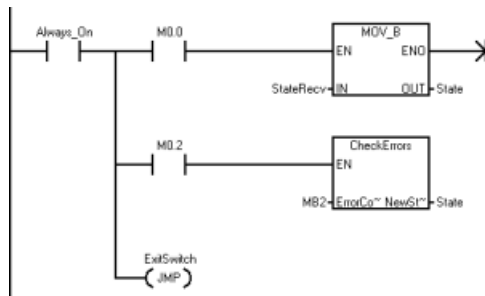 Always_On
M0.0
MOV_B
EN ENO
StateRecv IN OUT State
M0.2
CheckErrors
EN
MB2 ErrorCo~ NewSt~ State
ExitSwitch
JMP